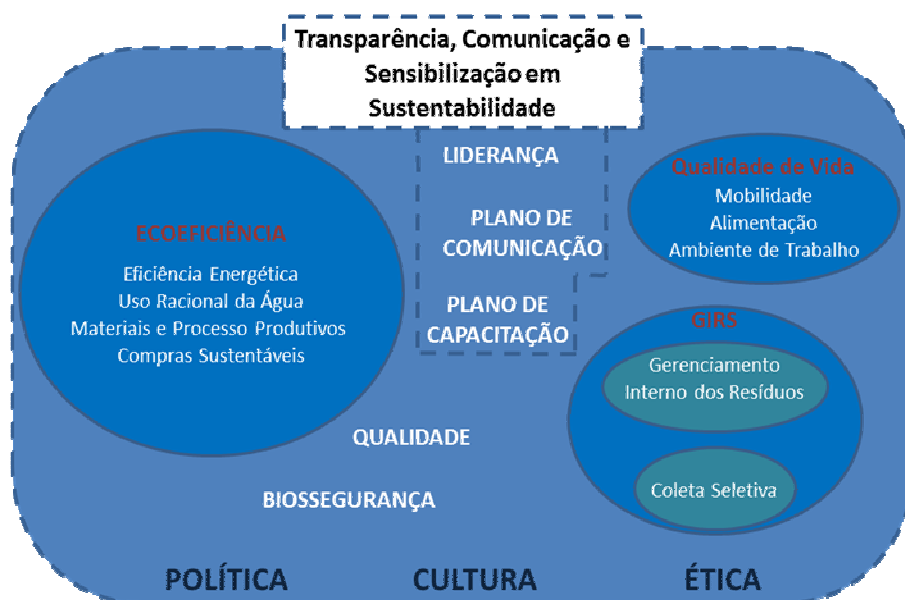 Transparência, Comunicação e
Sensibilização em
Sustentabilidade
LIDERANÇA
PLANO DE
COMUNICAÇÃO
PLANO DE
CAPACITAÇÃO
ECOEFICIÊNCIA
Eficiência Energética
Uso Racional da Água
Materiais e Processo Produtivos
Compras Sustentáveis
Qualidade de Vida
Mobilidade
Alimentação
Ambiente de Trabalho
GIRS
Gerenciamento
Interno dos Resíduos
Coleta Seletiva
QUALIDADE
BIOSSEGURANÇA
POLÍTICA
CULTURA
ÉTICA